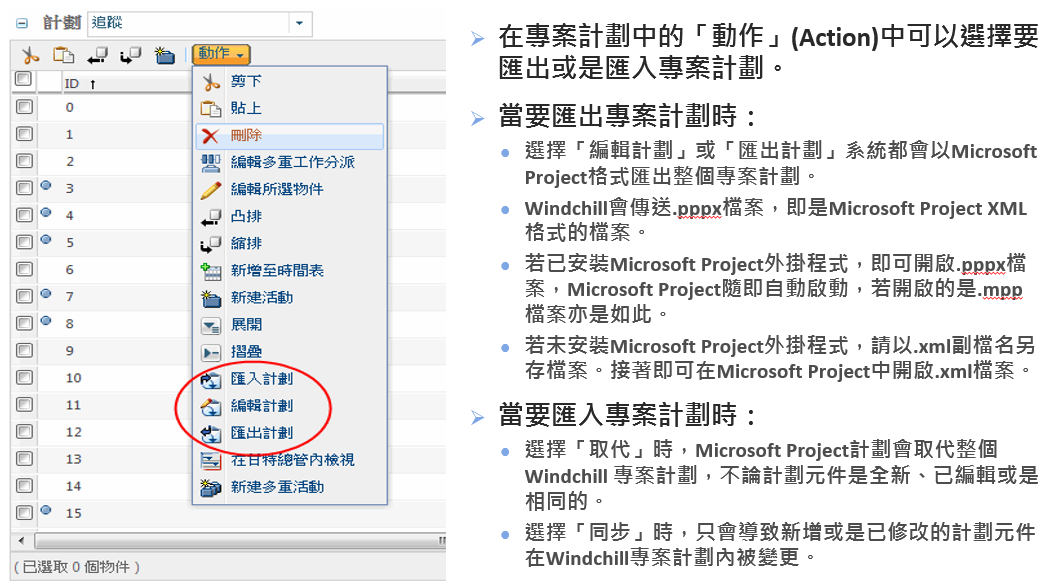 計劃 追蹤
動作
ID ↑
0
1
2
3
4
5
6
7
8
9
10
11
12
13
14
15
剪下
貼上
刪除
編輯多重工作分派
編輯所選物件
凸排
縮排
新增至時間表
新建活動
展開
摺疊
匯入計劃
編輯計劃
匯出計劃
在甘特總管內檢視
新建多重活動
(已選取 0 個物件)
在專案計劃中的「動作」(Action)中可以選擇要
匯出或是匯入專案計劃。
當要匯出專案計劃時：
選擇「編輯計劃」或「匯出計劃」系統都會以Microsoft
Project格式匯出整個專案計劃。
Windchill會傳送.pppx檔案，即是Microsoft Project XML
格式的檔案。
若已安裝Microsoft Project外掛程式，即可開啟.pppx檔
案，Microsoft Project隨即自動啟動，若開啟的是.mpp
檔案亦是如此。
若未安裝Microsoft Project外掛程式，請以.xml副檔名另
存檔案。接著即可在Microsoft Project中開啟.xml檔案。
當要匯入專案計劃時：
選擇「取代」時，Microsoft Project計劃會取代整個
Windchill 專案計劃，不論計劃元件是全新、已編輯或是
相同的。
選擇「同步」時，只會導致新增或是已修改的計劃元件
在Windchill專案計劃內被變更。